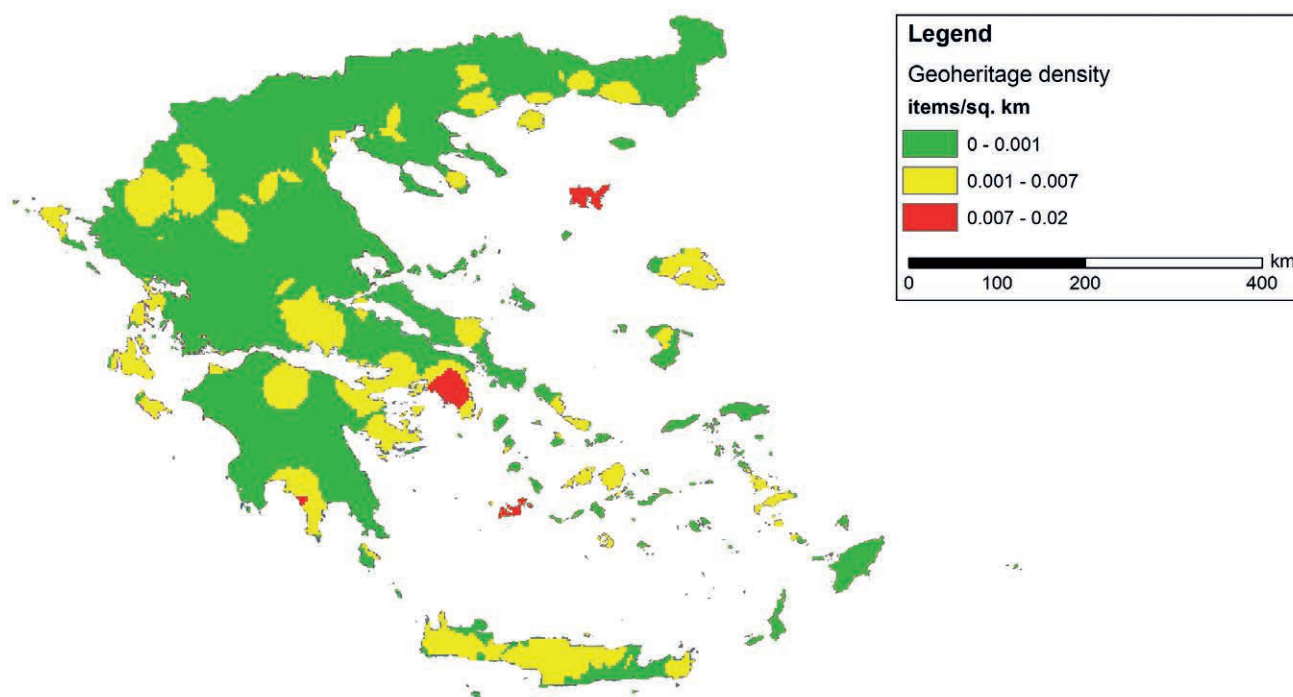 Legend
Geoheritage density
items/sq. km
0 - 0.001
0.001 - 0.007
0.007 - 0.02
km
0 100 200 400